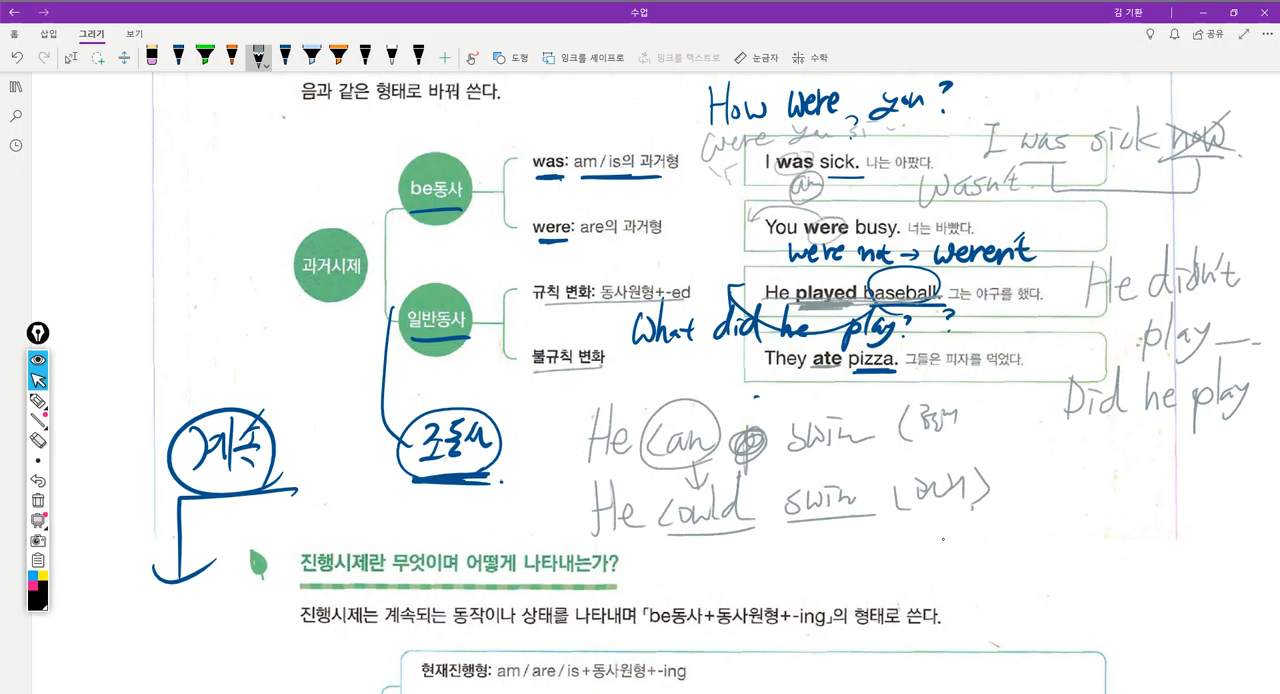 수업
김 기환
홈
삽입
그리기
보기
공유
도형
잉크를 셰이프로
잉크를 텍스트로
눈금자
수학
음과 같은 형태로 바꿔 쓴다.
How were you?
were you
I was sick now.
be동사
was: am / is의 과거형
I was sick. 나는 아팠다.
am
wasn't.
were: are의 과거형
You were busy. 너는 바빴다.
were not → weren't
과거시제
일반동사
규칙 변화: 동사원형+-ed
He played baseball. 그는 야구를 했다.
He didn't
play
What did he play? ?
불규칙 변화
They ate pizza. 그들은 피자를 먹었다.
Did he play
계속
조동사
He can swim
He could swim (과거)
진행시제란 무엇이며 어떻게 나타내는가?
진행시제는 계속되는 동작이나 상태를 나타내며 「be동사+동사원형+-ing」의 형태로 쓴다.
현재진행형: am / are / is+동사원형+-ing